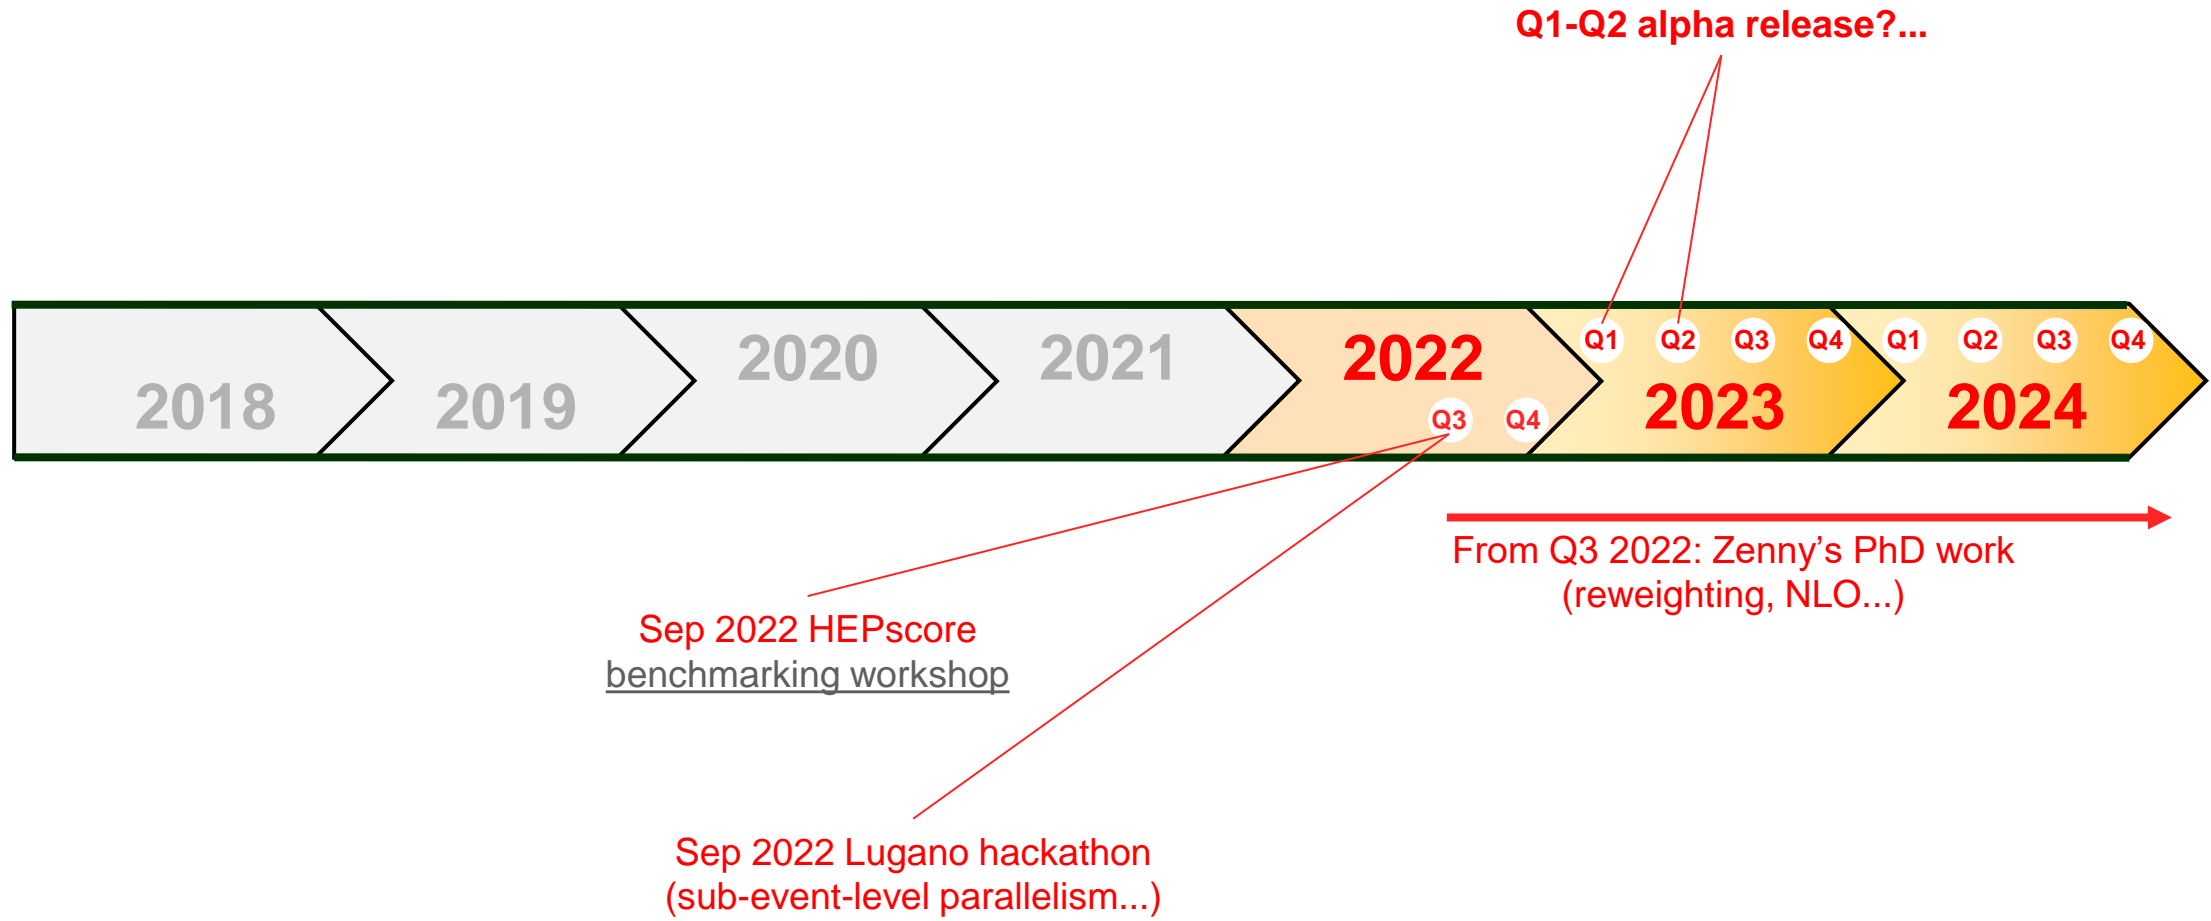 Q1-Q2 alpha release?...
2018
2019
2020
2021
2022
Q3
Q4
Q1
Q2
Q3
Q4
2023
Q1
Q2
Q3
Q4
2024
From Q3 2022: Zenny’s PhD work
(reweighting, NLO...)
Sep 2022 HEPscore
benchmarking workshop
Sep 2022 Lugano hackathon
(sub-event-level parallelism...)